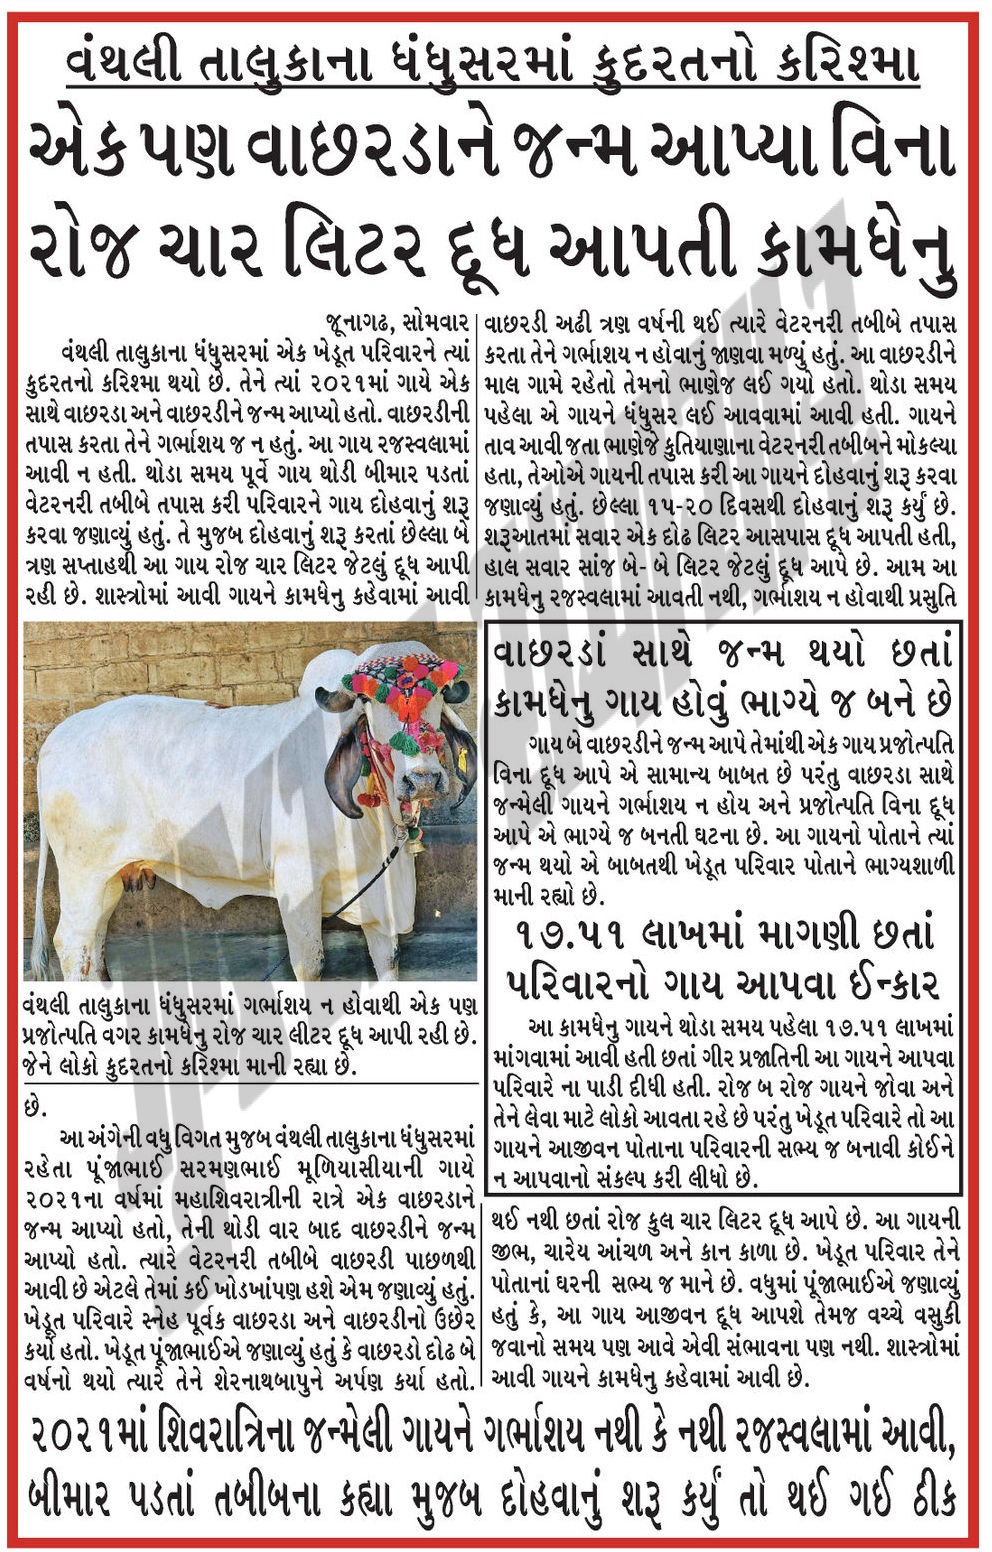 વંથલી તાલુકાના ધંધુસરમાં કુદરતનો કરિશ્મા
એક પણ વાછરડાને જન્મ આપ્યા વિના
રોજ ચાર લિટર દૂધ આપતી કામધેનુ
જૂનાગઢ, સોમવાર
વંથલી તાલુકાના ધંધુસરમાં એક ખેડૂત પરિવારને ત્યાં
કુદરતનો કરિશ્મા થયો છે. તેને ત્યાં ૨૦૨૧માં ગાયે એક
સાથે વાછરડા અને વાછરડીને જન્મ આપ્યો હતો. વાછરડીની
તપાસ કરતા તેને ગર્ભાશય જ ન હતું. આ ગાય રજસ્વલામાં
આવી ન હતી. થોડા સમય પૂર્વે ગાય થોડી બીમાર પડતાં
વેટરનરી તબીબે તપાસ કરી પરિવારને ગાય દોહવાનું શરૂ
કરવા જણાવ્યું હતું. તે મુજબ દોહવાનું શરૂ કરતાં છેલ્લા બે
ત્રણ સપ્તાહથી આ ગાય રોજ ચાર લિટર જેટલું દૂધ આપી
રહી છે. શાસ્ત્રોમાં આવી ગાયને કામધેનુ કહેવામાં આવી
વંથલી તાલુકાના ધંધુસરમાં ગર્ભાશય ન હોવાથી એક પણ
પ્રજોત્પતિ વગર કામધેનુ રોજ ચાર લીટર દૂધ આપી રહી છે.
જેને લોકો કુદરતનો કરિશ્મા માની રહ્યા છે.
છે.
આ અંગેની વધુ વિગત મુજબ વંથલી તાલુકાના ધંધુસરમાં
રહેતા પૂંજાભાઈ સરમણભાઈ મૂળિયાસીયાની ગાયે
૨૦૨૧ના વર્ષમાં મહાશિવરાત્રીની રાત્રે એક વાછરડાને
જન્મ આપ્યો હતો, તેની થોડી વાર બાદ વાછરડીને જન્મ
આપ્યો હતો. ત્યારે વેટરનરી તબીબે વાછરડી પાછળથી
આવી છે એટલે તેમાં કઈ ખોડખાંપણ હશે એમ જણાવ્યું હતું.
ખેડૂત પરિવારે સ્નેહ પૂર્વક વાછરડા અને વાછરડીનો ઉછેર
કર્યો હતો. ખેડૂત પૂંજાભાઈએ જણાવ્યું હતું કે વાછરડો દોઢ બે
વર્ષનો થયો ત્યારે તેને શેરનાથબાપુને અર્પણ કર્યા હતો.
વાછરડી અઢી ત્રણ વર્ષની થઈ ત્યારે વેટરનરી તબીબે તપાસ
કરતા તેને ગર્ભાશય ન હોવાનું જાણવા મળ્યું હતું. આ વાછરડીને
માલ ગામે રહેતો તેમનો ભાણેજ લઈ ગયો હતો. થોડા સમય
પહેલા એ ગાયને ધંધુસર લઈ આવવામાં આવી હતી. ગાયને
તાવ આવી જતા ભાણેજે કુતિયાણાના વેટરનરી તબીબને મોકલ્યા
હતા, તેઓએ ગાયની તપાસ કરી આ ગાયને દોહવાનું શરૂ કરવા
જણાવ્યું હતું. છેલ્લા ૧૫-૨૦ દિવસથી દોહવાનું શરૂ કર્યું છે.
શરૂઆતમાં સવાર એક દોઢ લિટર આસપાસ દૂધ આપતી હતી,
હાલ સવાર સાંજ બે- બે લિટર જેટલું દૂધ આપે છે. આમ આ
કામધેનુ રજસ્વલામાં આવતી નથી, ગર્ભાશય ન હોવાથી પ્રસુતિ
વાછરડાં સાથે જન્મ થયો છતાં
કામધેનુ ગાય હોવું ભાગ્યે જ બને છે
ગાય બે વાછરડીને જન્મ આપે તેમાંથી એક ગાય પ્રજોત્પતિ
વિના દૂધ આપે એ સામાન્ય બાબત છે પરંતુ વાછરડા સાથે
જન્મેલી ગાયને ગર્ભાશય ન હોય અને પ્રજોત્પતિ વિના દૂધ
આપે એ ભાગ્યે જ બનતી ઘટના છે. આ ગાયનો પોતાને ત્યાં
જન્મ થયો એ બાબતથી ખેડૂત પરિવાર પોતાને ભાગ્યશાળી
માની રહ્યો છે.
૧૭.૫૧ લાખમાં માગણી છતાં
પરિવારનો ગાય આપવા ઈન્કાર
આ કામધેનુ ગાયને થોડા સમય પહેલા ૧૭.૫૧ લાખમાં
માંગવામાં આવી હતી છતાં ગીર પ્રજાતિની આ ગાયને આપવા
પરિવારે ના પાડી દીધી હતી. રોજ બ રોજ ગાયને જોવા અને
તેને લેવા માટે લોકો આવતા રહે છે પરંતુ ખેડૂત પરિવારે તો આ
ગાયને આજીવન પોતાના પરિવારની સભ્ય જ બનાવી કોઈને
ન આપવાનો સંકલ્પ કરી લીધો છે.
થઈ નથી છતાં રોજ કુલ ચાર લિટર દૂધ આપે છે. આ ગાયની
જીભ, ચારેય આંચળ અને કાન કાળા છે. ખેડૂત પરિવાર તેને
પોતાનાં ઘરની સભ્ય જ માને છે. વધુમાં પૂંજાભાઈએ જણાવ્યું
હતું કે, આ ગાય આજીવન દૂધ આપશે તેમજ વચ્ચે વસુકી
જવાનો સમય પણ આવે એવી સંભાવના પણ નથી. શાસ્ત્રોમાં
આવી ગાયને કામધેનુ કહેવામાં આવી છે.
૨૦૨૧માં શિવરાત્રિના જન્મેલી ગાયને ગર્ભાશય નથી કે નથી રજસ્વલામાં આવી,
બીમાર પડતાં તબીબના કહ્યા મુજબ દોહવાનું શરૂ કર્યું તો થઈ ગઈ ઠીક